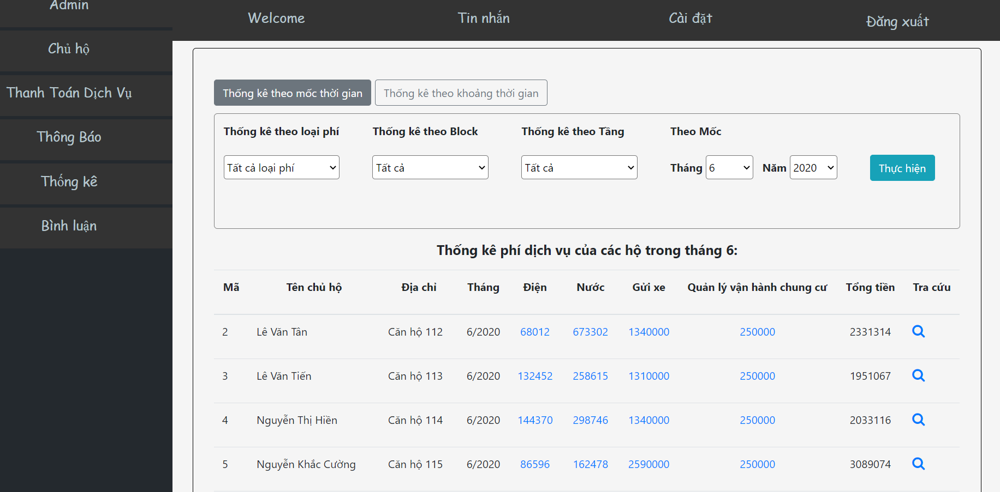 Admin
Chủ hộ
Thanh Toán Dịch Vụ
Thông Báo
Thống kê
Bình luận
Welcome Tin nhắn Cài đặt Đăng xuất
Thống kê theo mốc thời gian Thống kê theo khoảng thời gian
Thống kê theo loại phí Thống kê theo Block Thống kê theo Tầng Theo Mốc
Tất cả loại phí Tất cả Tất cả Tháng 6 Năm 2020 Thực hiện
Thống kê phí dịch vụ của các hộ trong tháng 6:
Mã Tên chủ hộ Địa chỉ Tháng Điện Nước Gửi xe Quản lý vận hành chung cư Tổng tiền Tra cứu
2 Lê Văn Tân Căn hộ 112 6/2020 68012 673302 1340000 250000 2331314
3 Lê Văn Tiến Căn hộ 113 6/2020 132452 258615 1310000 250000 1951067
4 Nguyễn Thị Hiền Căn hộ 114 6/2020 144370 298746 1340000 250000 2033116
5 Nguyễn Khắc Cường Căn hộ 115 6/2020 86596 162478 2590000 250000 3089074